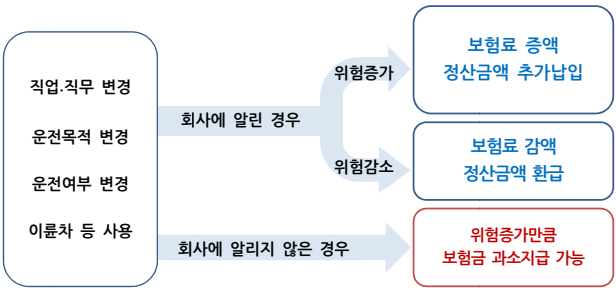 직업.직무 변경
운전목적 변경
운전여부 변경
이륜차 등 사용
회사에 알린 경우
위험증가
보험료 증액
정산금액 추가납입
위험감소
보험료 감액
정산금액 환급
회사에 알리지 않은 경우
위험증가만큼
보험금 과소지급 가능